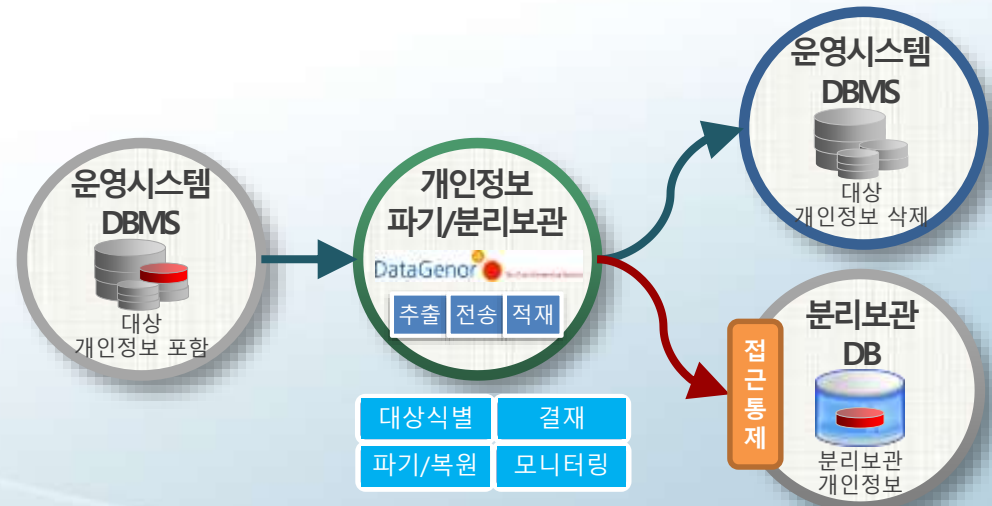 운영시스템
DBMS
대상
개인정보 포함
개인정보
파기/분리보관
DataGenor
추출 전송 적재
대상식별 결재
파기/복원 모니터링
운영시스템
DBMS
대상
개인정보 삭제
접근통제
분리보관
DB
분리보관
개인정보